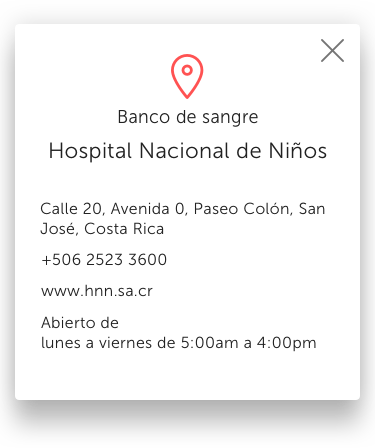 Banco de sangre
Hospital Nacional de Niños
Calle 20, Avenida 0, Paseo Colón, San
José, Costa Rica
+506 2523 3600
www.hnn.sa.cr
Abierto de
lunes a viernes de 5:00am a 4:00pm